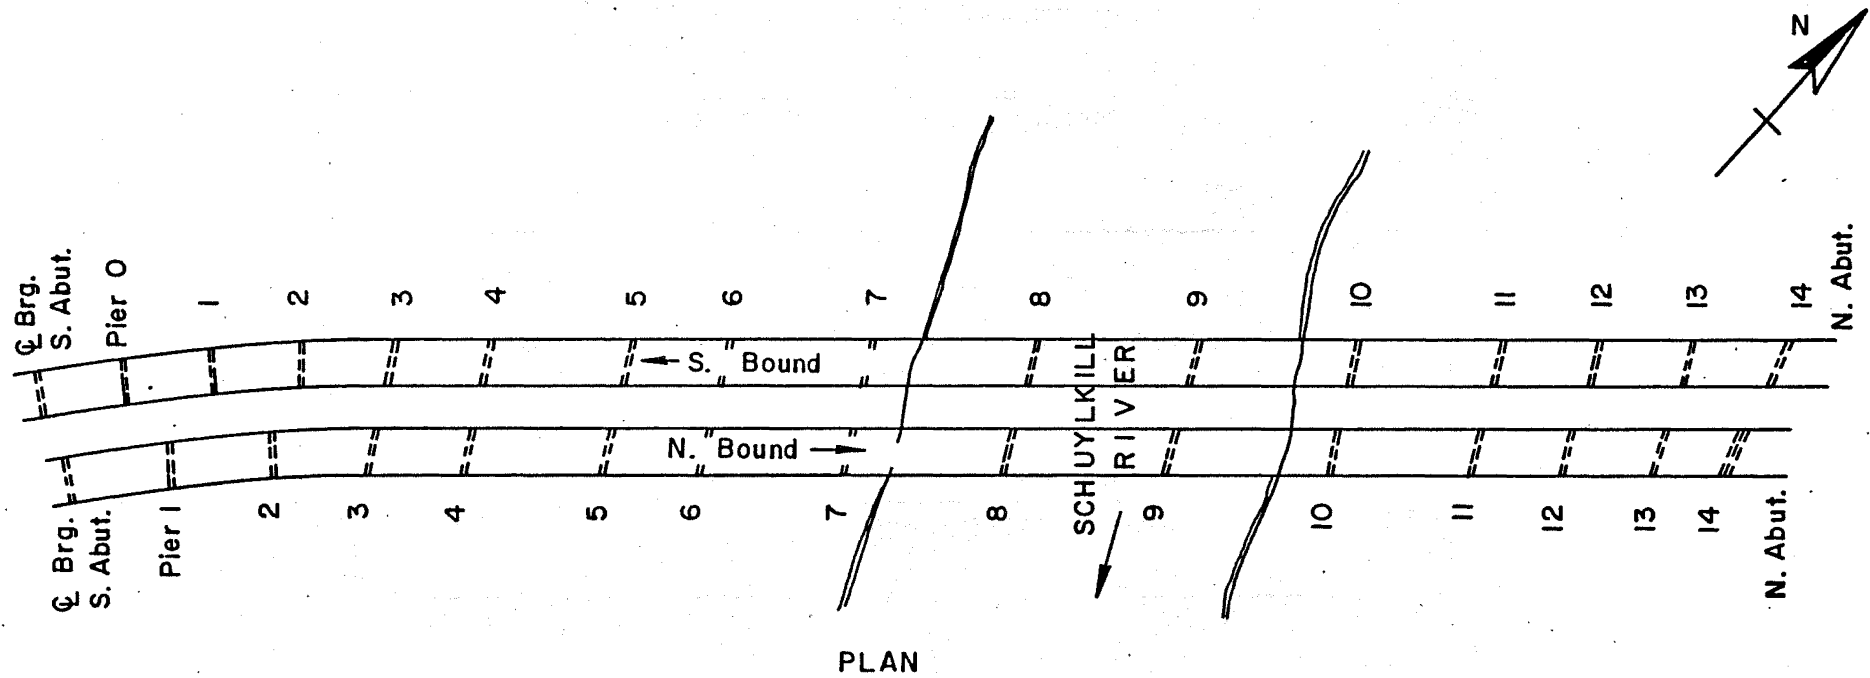 N
℄ Brg.
S. Abut.
Pier 0
1
2
3
4
5
6
7
8
9
10
11
12
13
14
N. Abut.
S. Bound
N. Bound
SCHUYLKILL
RIVER
℄ Brg.
S. Abut.
Pier 1
2
3
4
5
6
7
8
9
10
11
12
13
14
N. Abut.
PLAN